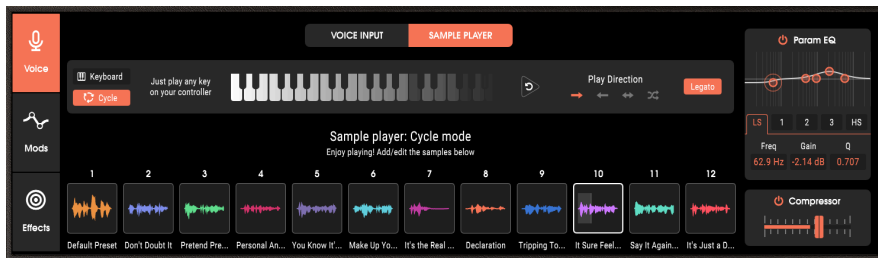 Voice
Mods
Effects
VOICE INPUT
SAMPLE PLAYER
Keyboard
Cycle
Just play any key
on your controller
Play Direction
Legato
Sample player: Cycle mode
Enjoy playing! Add/edit the samples below
1 2 3 4 5 6 7 8 9 10 11 12
Default Preset Don't Doubt It Pretend Pre... Personal An... You Know It'... Make Up Yo... It's the Real ... Declaration Tripping To... It Sure Feel... Say It Again... It's Just a D...
Param EQ
LS 1 2 3 HS
Freq Gain Q
62.9 Hz -2.14 dB 0.707
Compressor